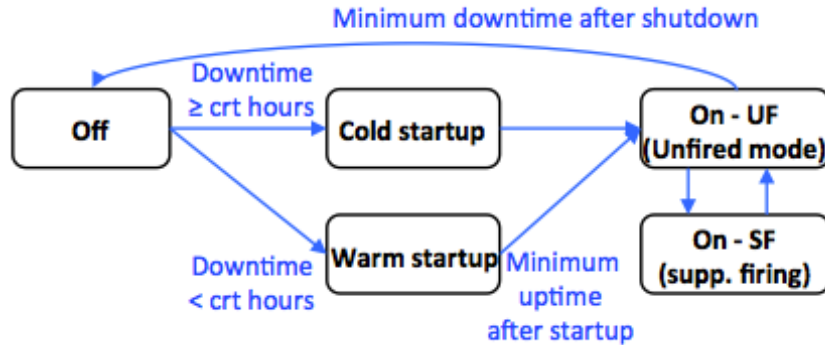 Minimum downtime after shutdown
Downtime
≥ crt hours
Off
Cold startup
On - UF
(Unfired mode)
Downtime
< crt hours
Warm startup
Minimum
uptime
after startup
On - SF
(supp. firing)